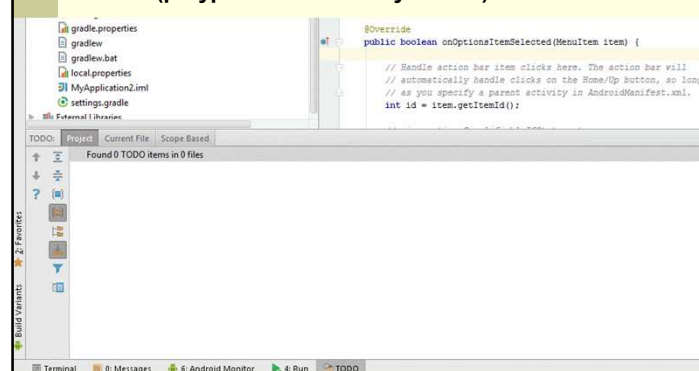 gradle.properties
gradlew
gradlew.bat
local.properties
MyApplication2.iml
settings.gradle
External Libraries
@Override
public boolean onOptionsItemSelected(MenuItem item) {
// Handle action bar item clicks here. The action bar will
// automatically handle clicks on the Home/Up button, so long
// as you specify a parent activity in AndroidManifest.xml.
int id = item.getItemId();
TODO: Project Current File Scope Based
Found 0 TODO items in 0 files
2: Favorites
Build Variants
Terminal 0: Messages 6: Android Monitor 4: Run TODO